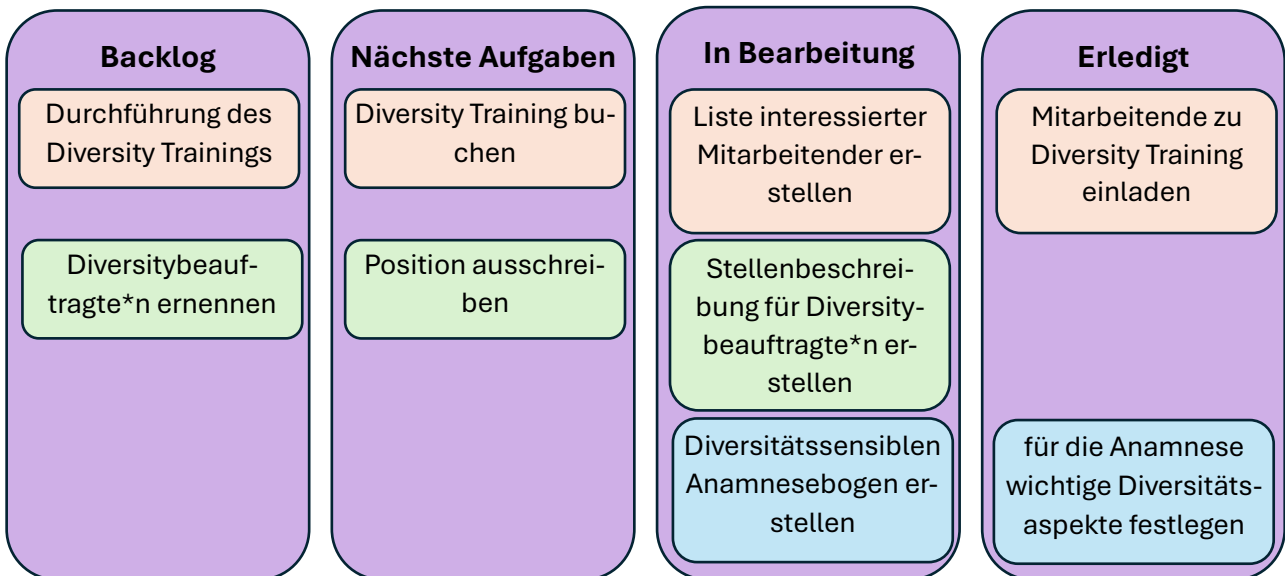 Backlog
Durchführung des
Diversity Trainings
Diversitybeauf-
tragte*n ernennen
Nächste Aufgaben
Diversity Training bu-
chen
Position ausschrei-
ben
In Bearbeitung
Liste interessierter
Mitarbeitender er-
stellen
Stellenbeschrei-
bung für Diversity-
beauftragte*n er-
stellen
Diversitätssensiblen
Anamnesebogen er-
stellen
Erledigt
Mitarbeitende zu
Diversity Training
einladen
für die Anamnese
wichtige Diversitäts-
aspekte festlegen